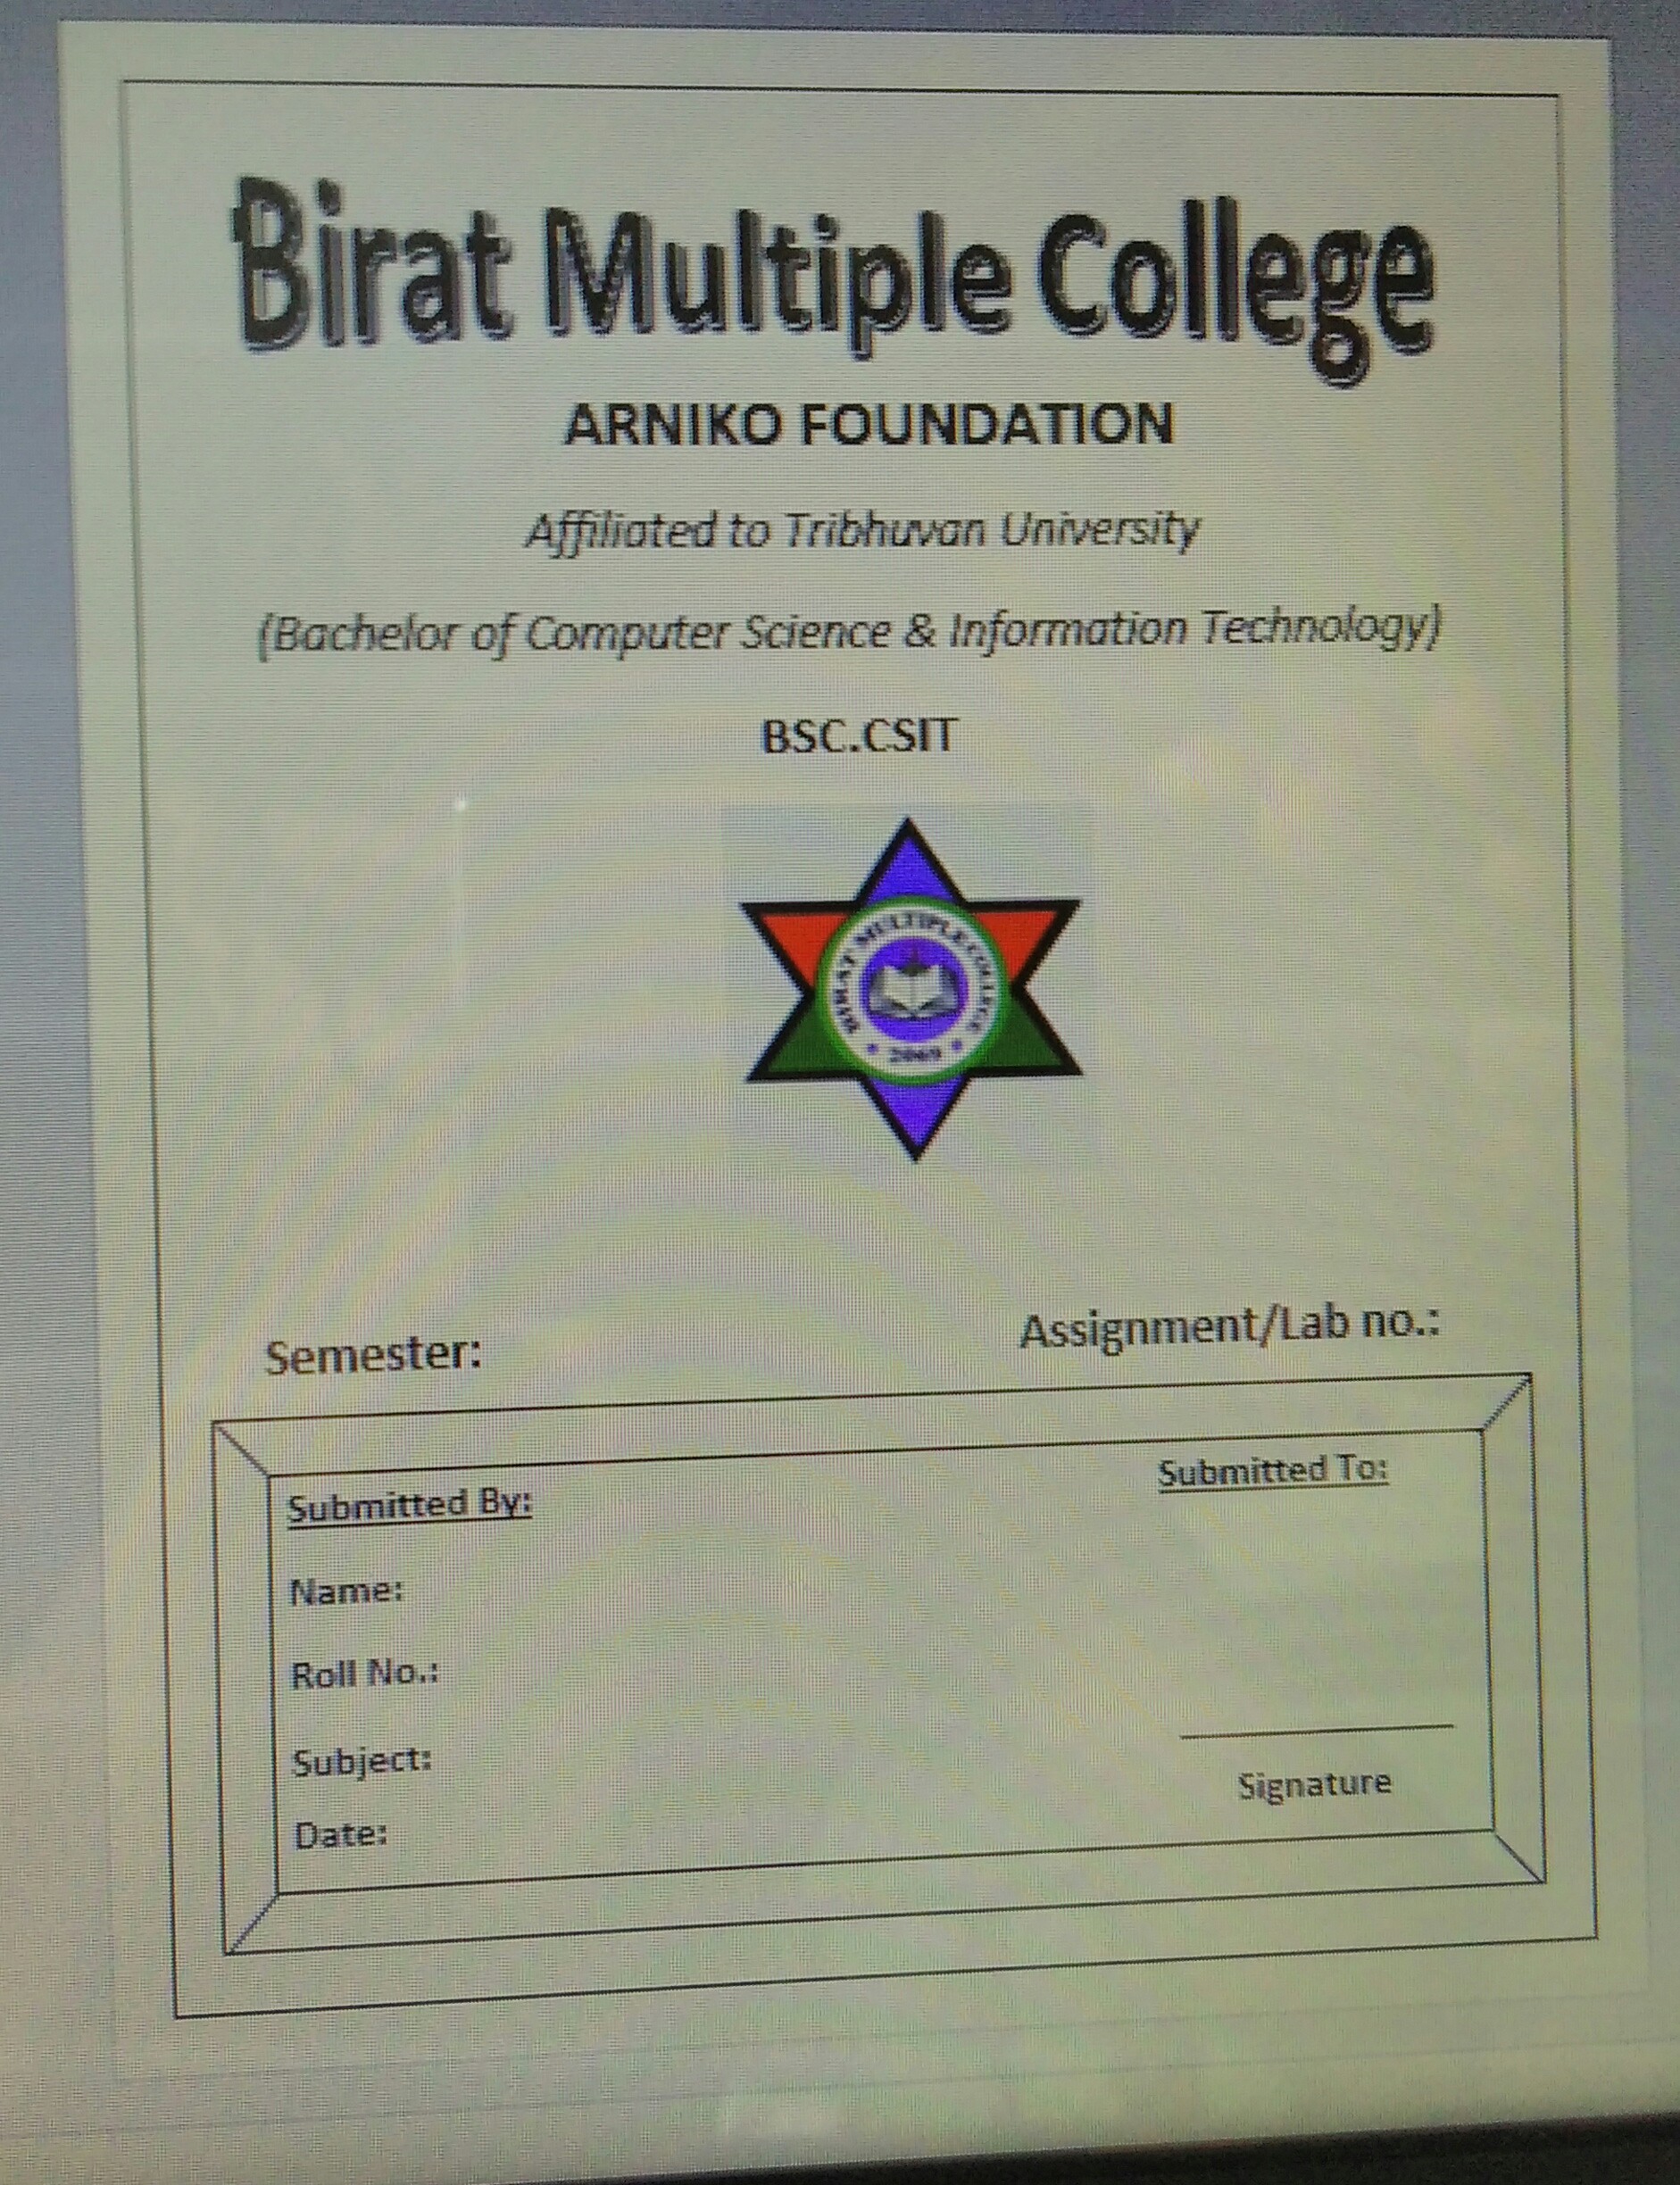 Birat Multiple College
ARNIKO FOUNDATION
Affiliated to Tribhuvan University
(Bachelor of Computer Science & Information Technology)
BSC.CSIT
BIRAT MULTIPLE COLLEGE
* 2069 *
Semester:
Assignment/Lab no.:
Submitted By:
Submitted To:
Name:
Roll No.:
Subject:
Signature
Date: